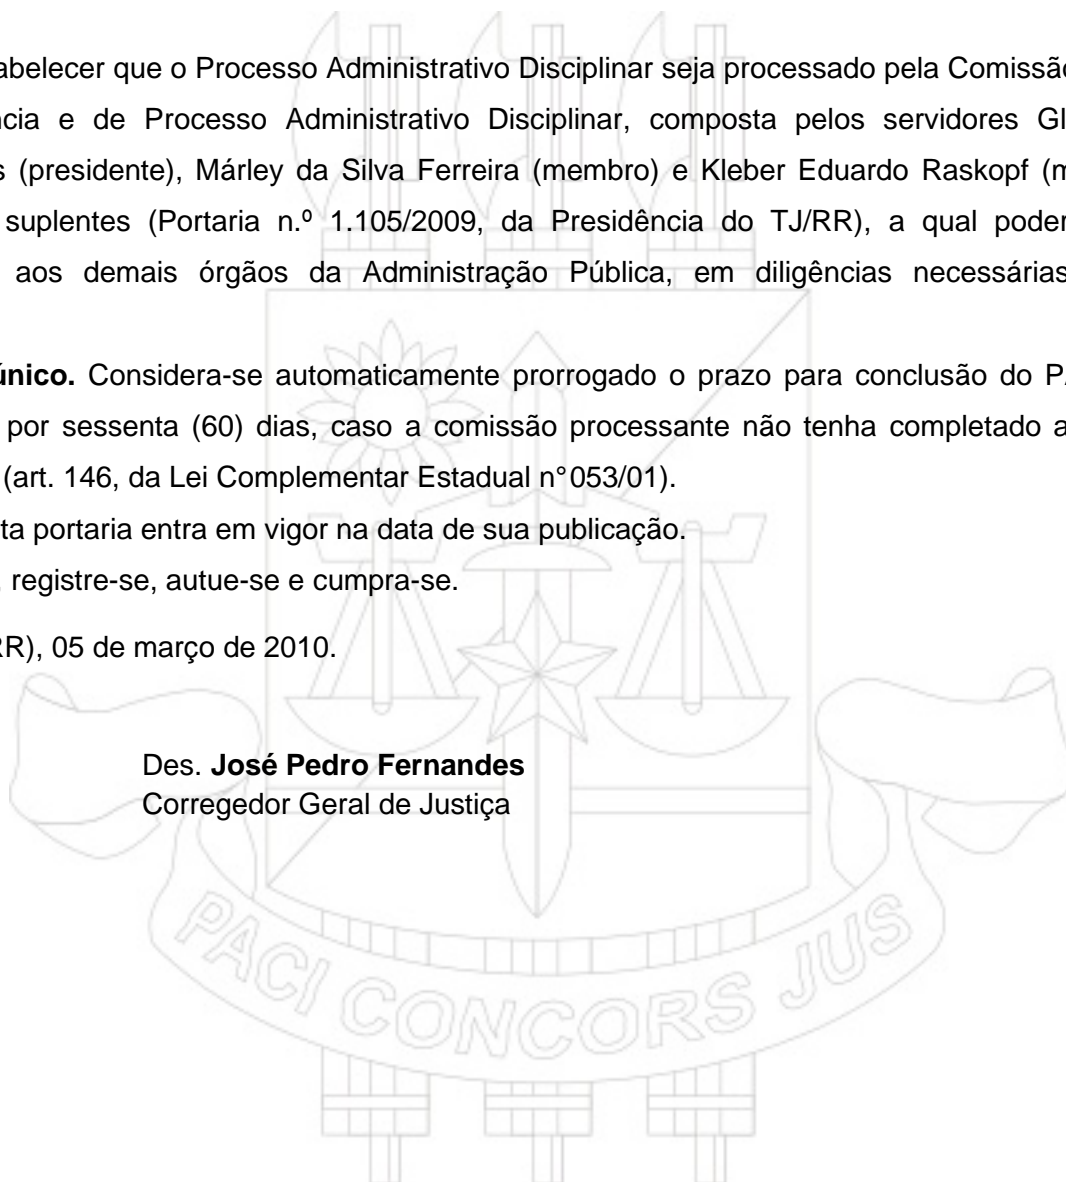 abelecer que o Processo Administrativo Disciplinar seja processado pela Comissão
ncia e de Processo Administrativo Disciplinar, composta pelos servidores Gl
s (presidente), Márley da Silva Ferreira (membro) e Kleber Eduardo Raskopf (m
suplentes (Portaria n.º 1.105/2009, da Presidência do TJ/RR), a qual poder
aos demais órgãos da Administração Pública, em diligências necessárias
único. Considera-se automaticamente prorrogado o prazo para conclusão do PA
por sessenta (60) dias, caso a comissão processante não tenha completado a
(art. 146, da Lei Complementar Estadual n° 053/01).
ta portaria entra em vigor na data de sua publicação.
registre-se, autue-se e cumpra-se.
RR), 05 de março de 2010.
Des. José Pedro Fernandes
Corregedor Geral de Justiça
PACI CONCORS JUS